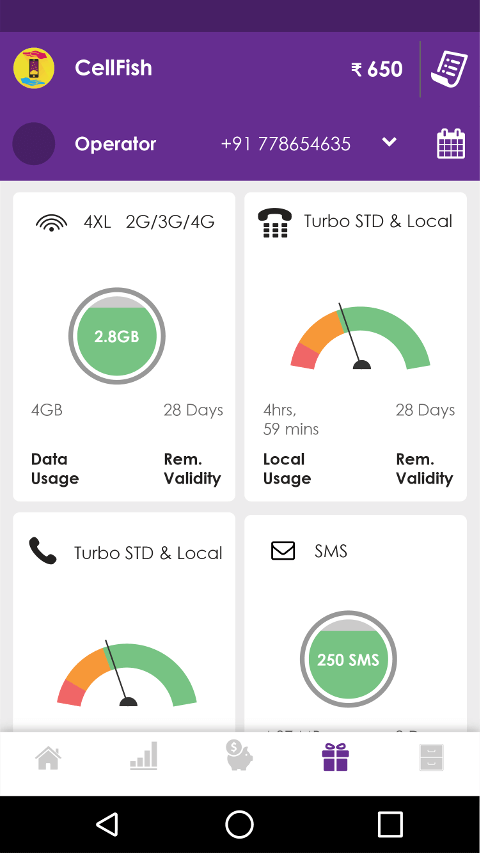 CellFish
₹ 650
Operator
+91 778654635
4XL 2G/3G/4G
2.8GB
4GB
28 Days
Data
Usage
Rem.
Validity
Turbo STD & Local
4hrs,
59 mins
28 Days
Local
Usage
Rem.
Validity
Turbo STD & Local
SMS
250 SMS